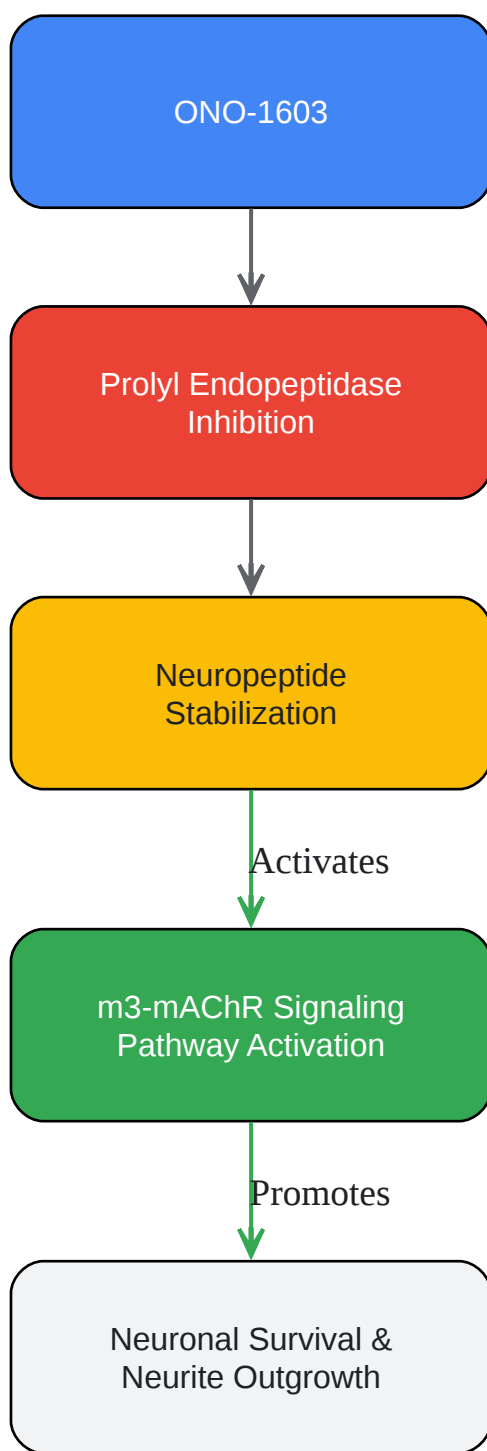 ONO-1603
Prolyl Endopeptidase
Inhibition
Neuropeptide
Stabilization
Activates
m3-mAChR Signaling
Pathway Activation
Promotes
Neuronal Survival &
Neurite Outgrowth